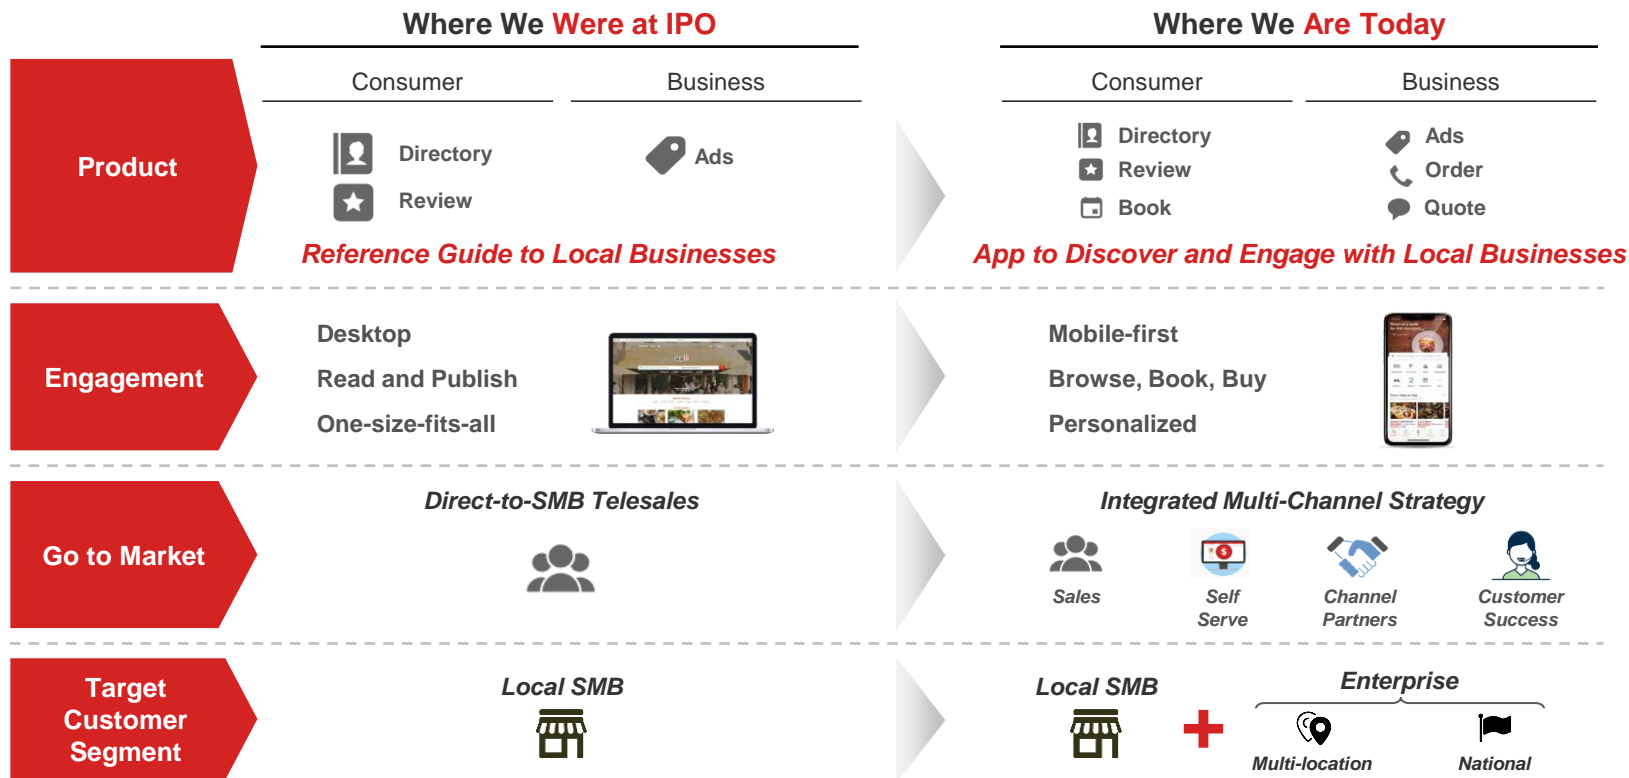 Where We Were at IPO
Where We Are Today
Consumer
Business
Consumer
Business
Product
Directory
Review
Ads
Directory
Review
Book
Ads
Order
Quote
Reference Guide to Local Businesses
App to Discover and Engage with Local Businesses
Engagement
Desktop
Read and Publish
One-size-fits-all
Mobile-first
Browse, Book, Buy
Personalized
Go to Market
Direct-to-SMB Telesales
Integrated Multi-Channel Strategy
Sales
Self
Serve
Channel
Partners
Customer
Success
Target
Customer
Segment
Local SMB
Local SMB
Enterprise
Multi-location
National